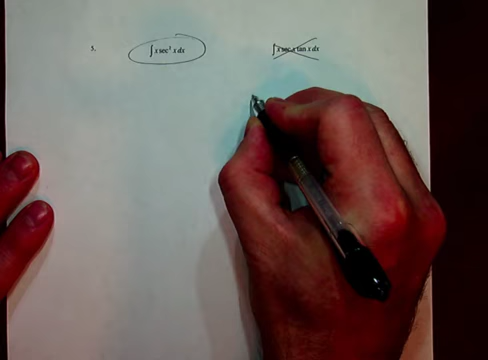 5. ∫ x sec² x dx ∫ x sec x tan x dx